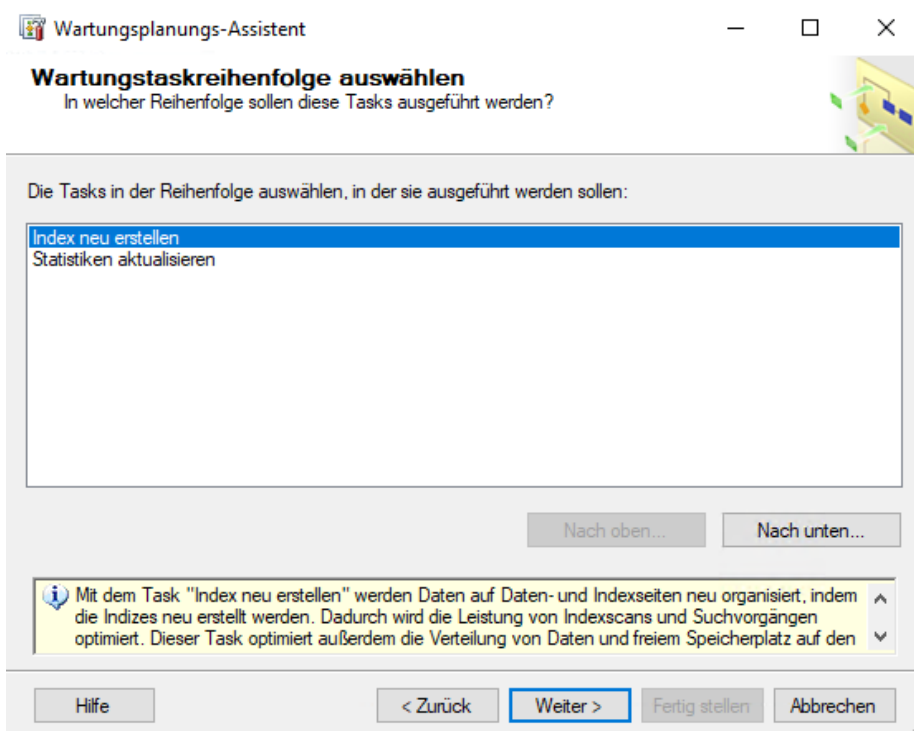 Wartungsplanungs-Assistent
Wartungstaskreihenfolge auswählen
In welcher Reihenfolge sollen diese Tasks ausgeführt werden?
Die Tasks in der Reihenfolge auswählen, in der sie ausgeführt werden sollen:
Index neu erstellen
Statistiken aktualisieren
Nach oben...
Nach unten...
Mit dem Task "Index neu erstellen" werden Daten auf Daten- und Indexseiten neu organisiert, indem
die Indizes neu erstellt werden. Dadurch wird die Leistung von Indexscans und Suchvorgängen
optimiert. Dieser Task optimiert außerdem die Verteilung von Daten und freiem Speicherplatz auf den
Hilfe
< Zurück
Weiter >
Fertig stellen
Abbrechen